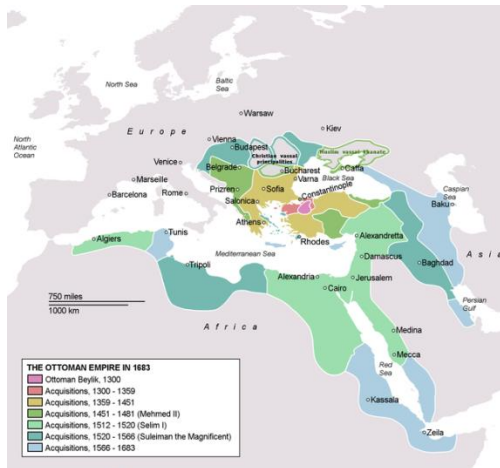 North Sea
Baltic
Sea
North
Atlantic
Ocean
Europe
Warsaw
Kiev
Vienna
Budapest
Christian vassal
principalities
Muslim vassal khanate
Venice
Belgrade
Bucharest
Caffa
Marseille
Varna
Black Sea
Caspian
Sea
Barcelona
Rome
Prizren
Sofia
Constantinople
Baku
Salonica
Athens
Algiers
Tunis
Rhodes
Alexandretta
Asia
Mediterranean Sea
Damascus
Baghdad
Tripoli
Alexandria
Jerusalem
Cairo
Persian
Gulf
750 miles
1000 km
Africa
Medina
Mecca
Red
Sea
Kassala
Zeila
THE OTTOMAN EMPIRE IN 1683
Ottoman Beylik, 1300
Acquisitions, 1300 - 1359
Acquisitions, 1359 - 1451
Acquisitions, 1451 - 1481 (Mehmed II)
Acquisitions, 1512 - 1520 (Selim I)
Acquisitions, 1520 - 1566 (Suleiman the Magnificent)
Acquisitions, 1566 - 1683